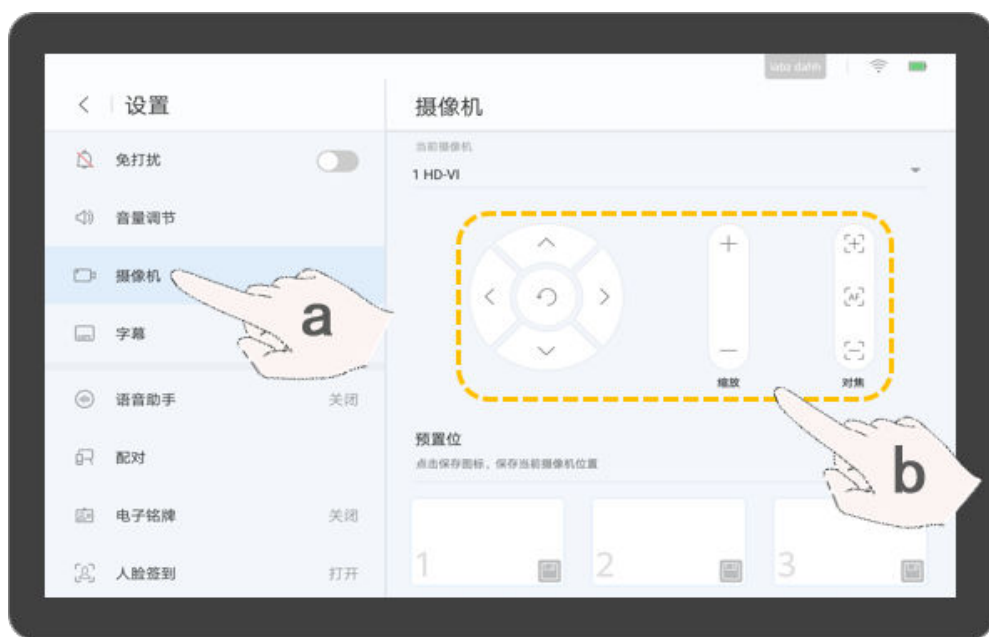 设置
免打扰
音量调节
摄像机
字幕
语音助手 关闭
配对
电子铭牌 关闭
人脸签到 打开
摄像机
当前摄像机
1 HD-VI
AF
缩放
对焦
预置位
点击保存图标，保存当前摄像机位置
1
2
3
a
b